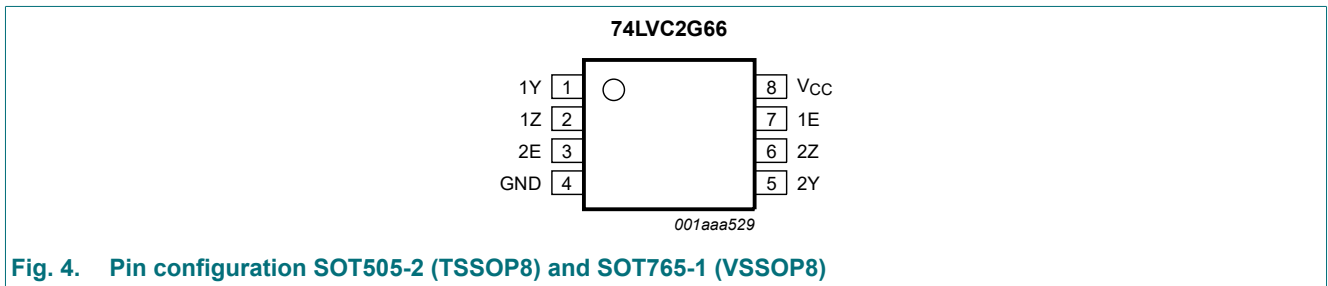 74LVC2G66
1Y 1 8 VCC
1Z 2 7 1E
2E 3 6 2Z
GND 4 5 2Y
001aaa529
Fig. 4. Pin configuration SOT505-2 (TSSOP8) and SOT765-1 (VSSOP8)